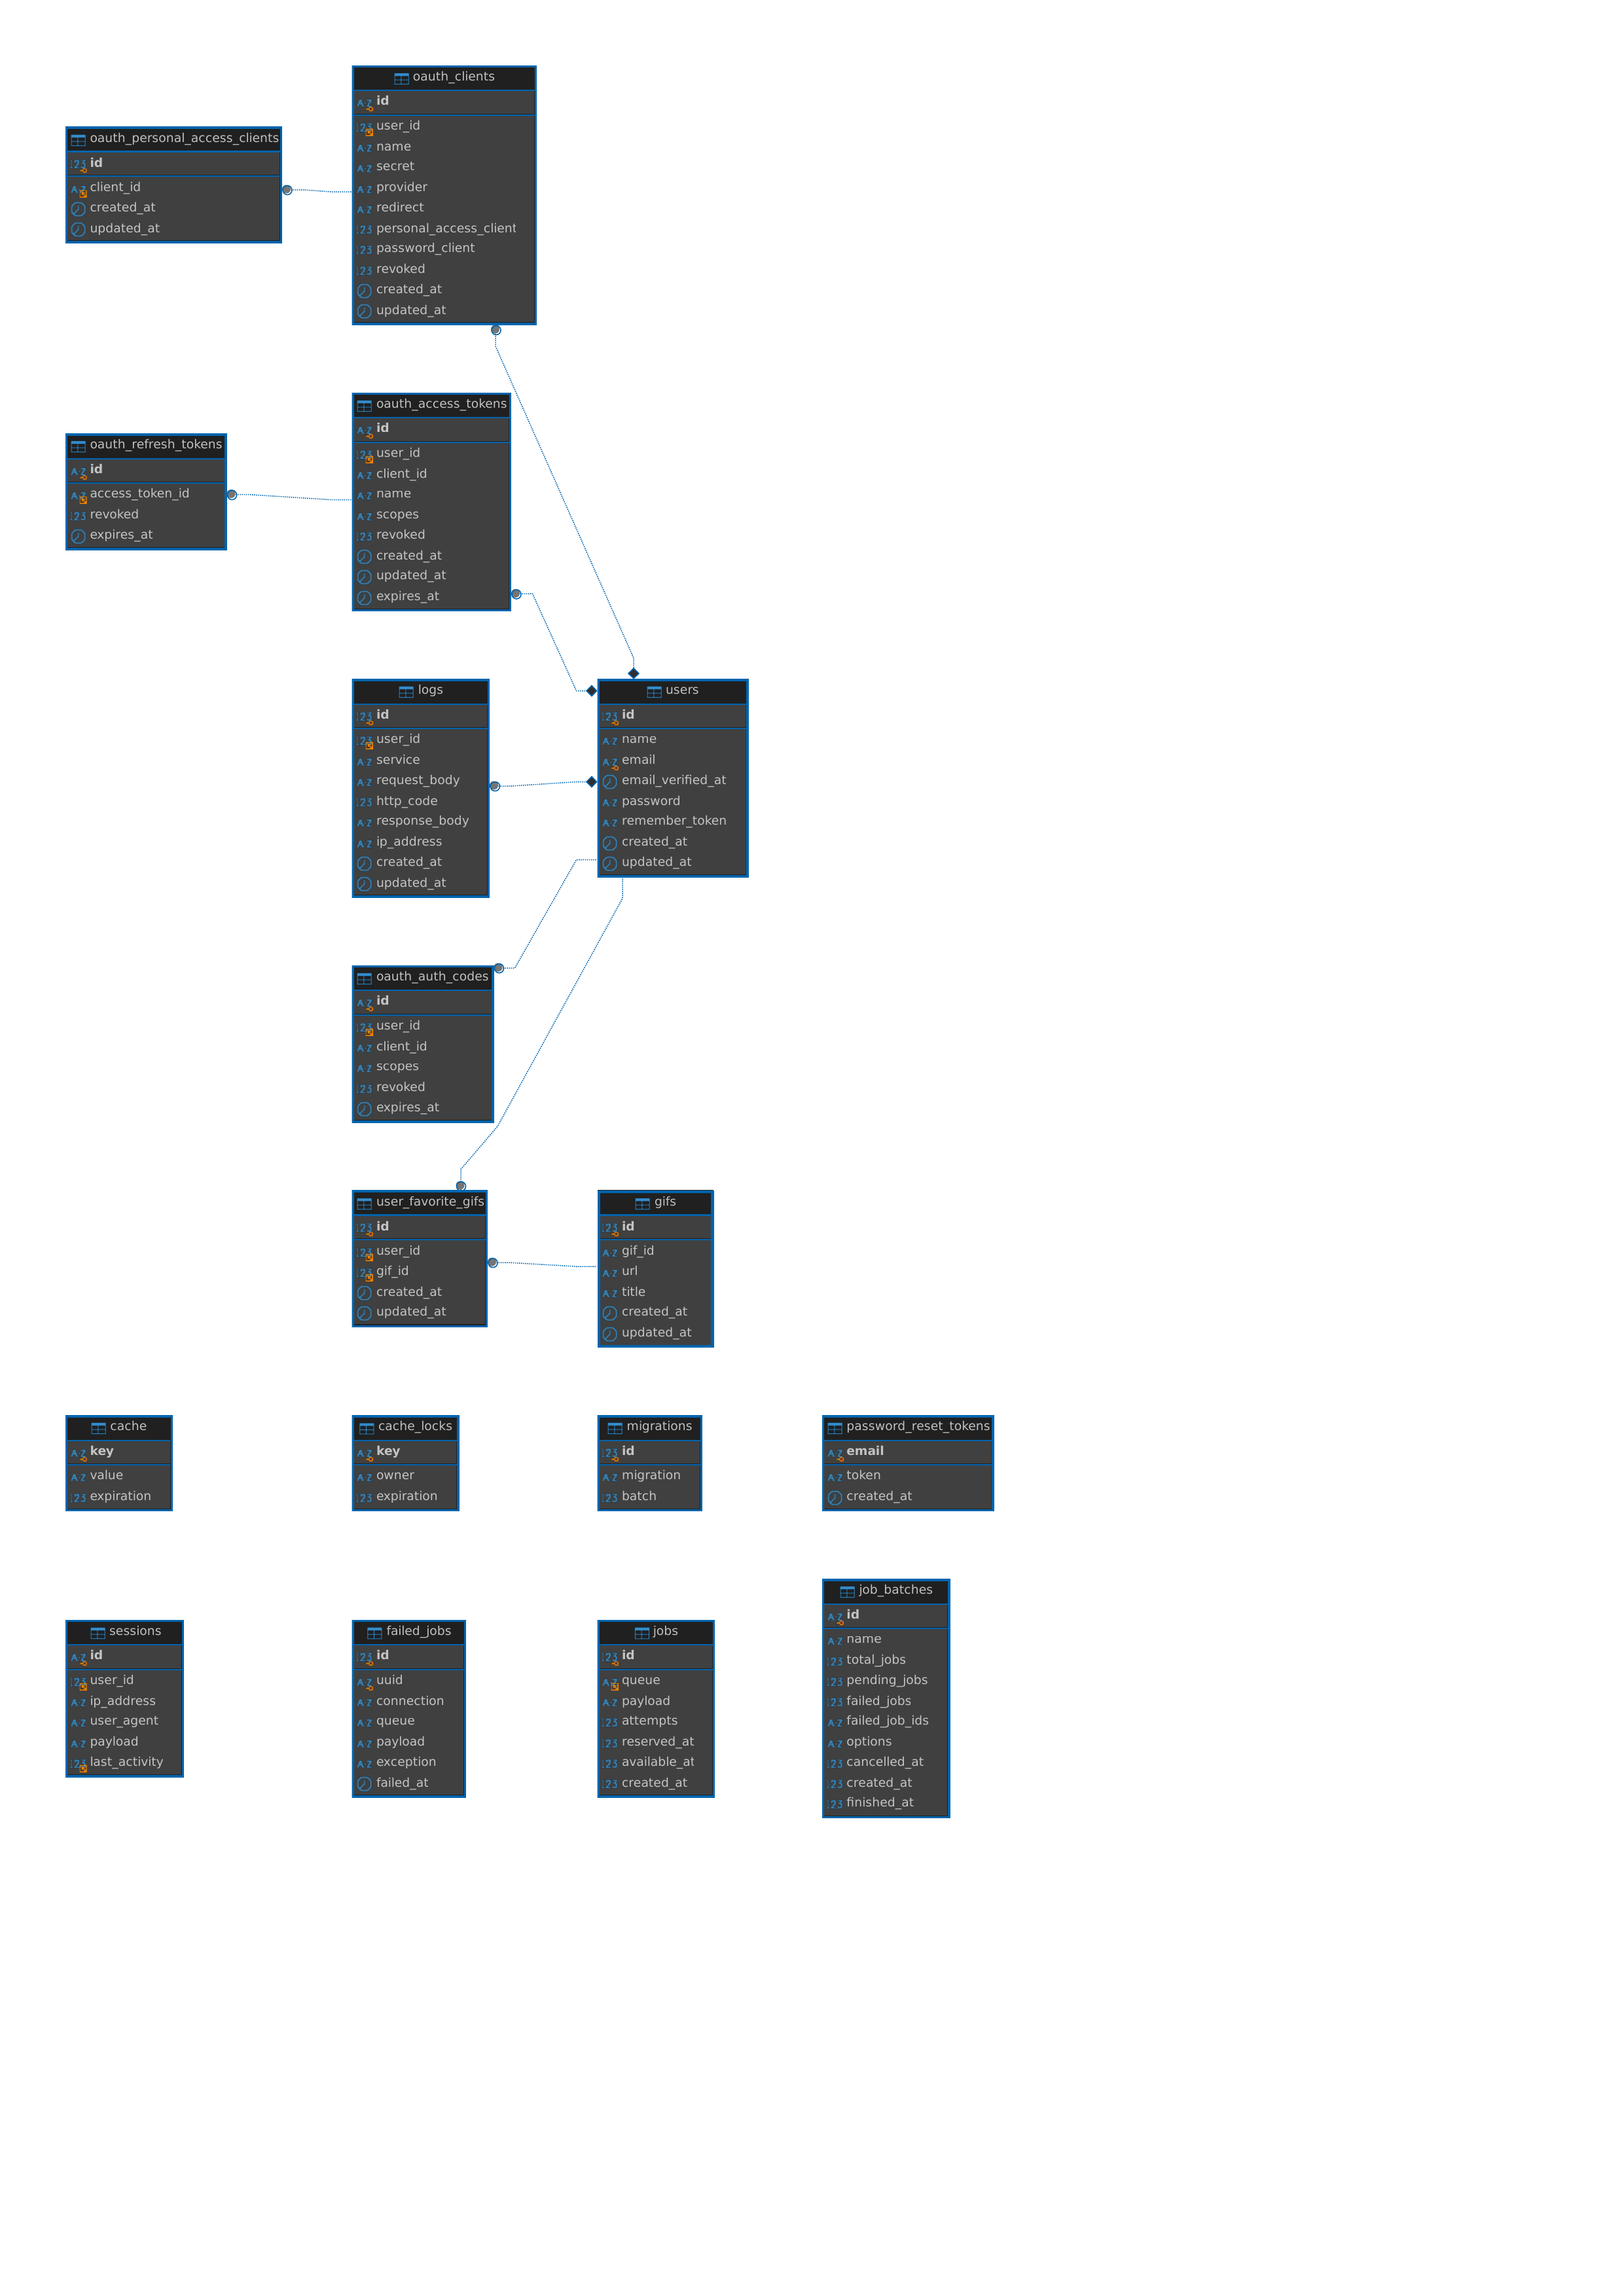 oauth_clients
id
user_id
name
secret
provider
redirect
personal_access_client
password_client
revoked
created_at
updated_at
oauth_personal_access_clients
id
client_id
created_at
updated_at
oauth_access_tokens
id
user_id
client_id
name
scopes
revoked
created_at
updated_at
expires_at
oauth_refresh_tokens
id
access_token_id
revoked
expires_at
logs
id
user_id
service
request_body
http_code
response_body
ip_address
created_at
updated_at
users
id
name
email
email_verified_at
password
remember_token
created_at
updated_at
oauth_auth_codes
id
user_id
client_id
scopes
revoked
expires_at
user_favorite_gifs
id
user_id
gif_id
created_at
updated_at
gifs
id
gif_id
url
title
created_at
updated_at
cache
key
value
expiration
cache_locks
key
owner
expiration
migrations
id
migration
batch
password_reset_tokens
email
token
created_at
sessions
id
user_id
ip_address
user_agent
payload
last_activity
failed_jobs
id
uuid
connection
queue
payload
exception
failed_at
jobs
id
queue
payload
attempts
reserved_at
available_at
created_at
job_batches
id
name
total_jobs
pending_jobs
failed_jobs
failed_job_ids
options
cancelled_at
created_at
finished_at